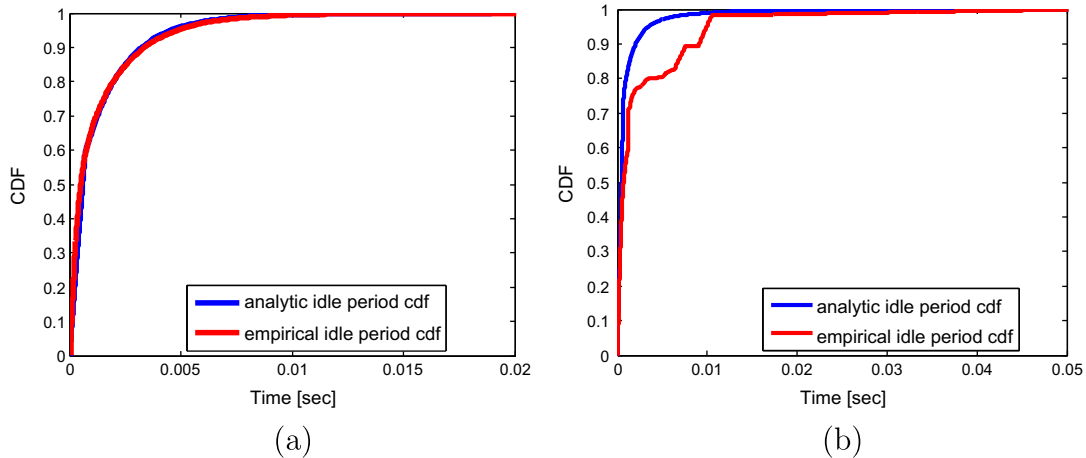 1
0.9
0.8
0.7
0.6
0.5
0.4
0.3
0.2
0.1
0
CDF
analytic idle period cdf
empirical idle period cdf
0 0.005 0.01 0.015 0.02
Time [sec]
(a)
1
0.9
0.8
0.7
0.6
0.5
0.4
0.3
0.2
0.1
0
CDF
analytic idle period cdf
empirical idle period cdf
0 0.01 0.02 0.03 0.04 0.05
Time [sec]
(b)